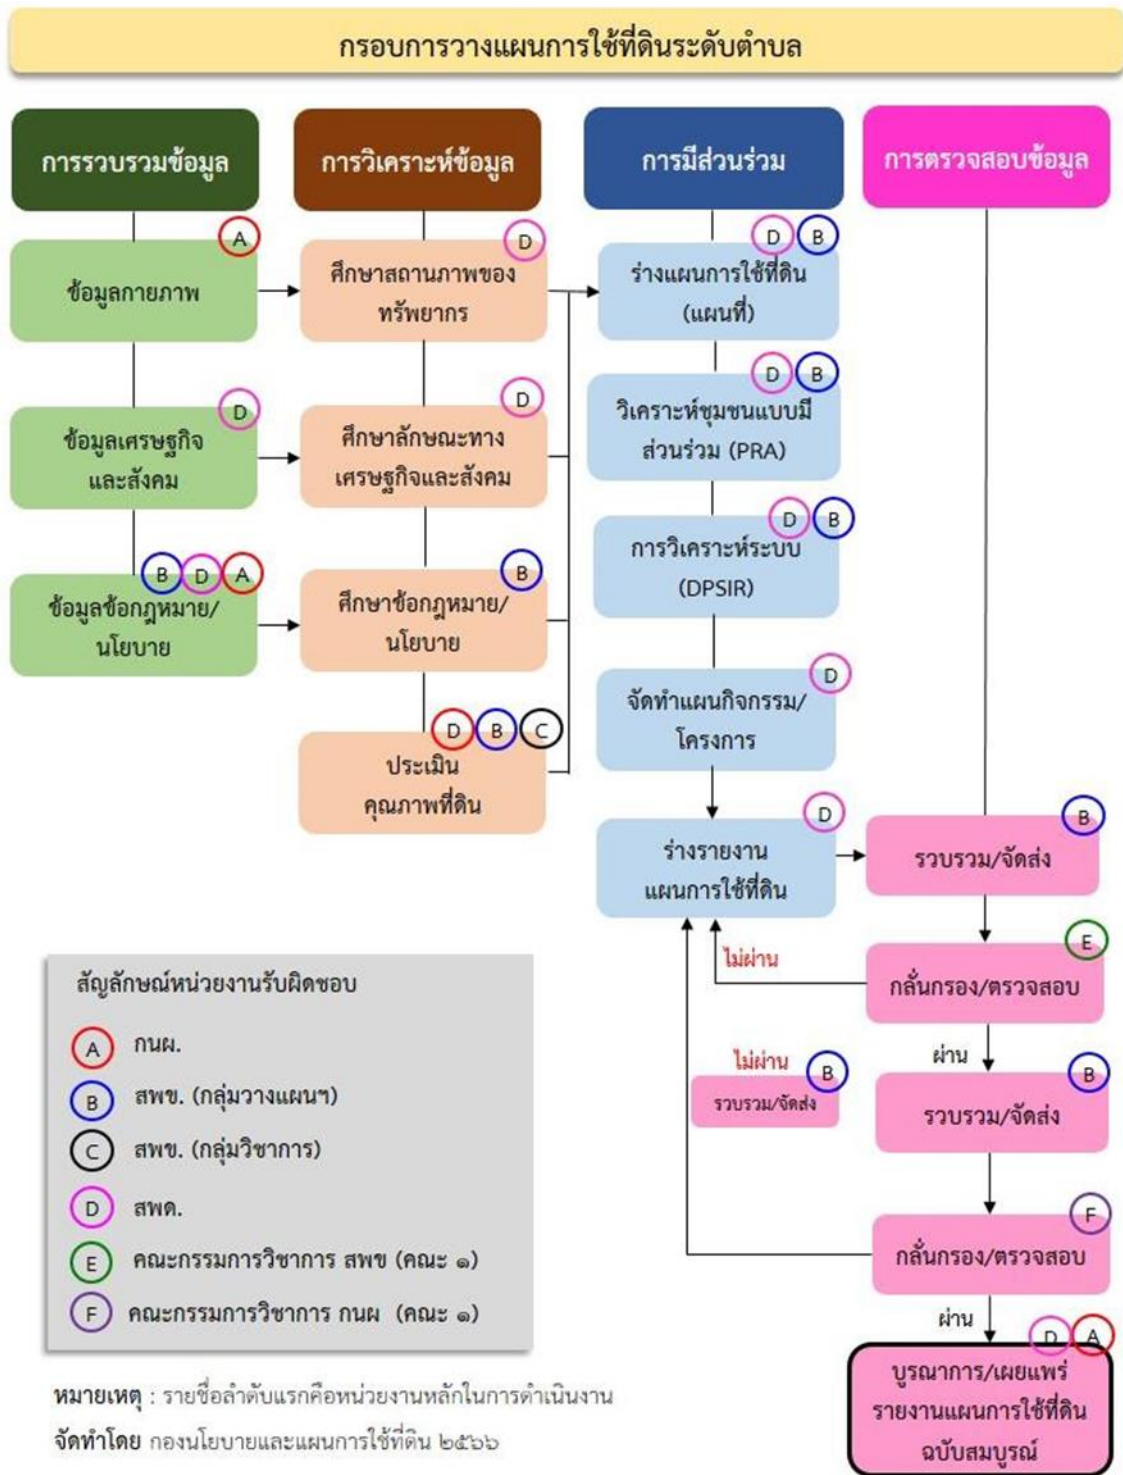 กรอบการวางแผนการใช้ที่ดินระดับตำบล
การรวบรวมข้อมูล
การวิเคราะห์ข้อมูล
การมีส่วนร่วม
การตรวจสอบข้อมูล
A
ข้อมูลกายภาพ
D
ข้อมูลเศรษฐกิจ
และสังคม
B D A
ข้อมูลข้อกฎหมาย/
นโยบาย
D
ศึกษาสถานภาพของ
ทรัพยากร
D
ศึกษาลักษณะทาง
เศรษฐกิจและสังคม
B
ศึกษาข้อกฎหมาย/
นโยบาย
D B C
ประเมิน
คุณภาพที่ดิน
D B
ร่างแผนการใช้ที่ดิน
(แผนที่)
D B
วิเคราะห์ชุมชนแบบมี
ส่วนร่วม (PRA)
D B
การวิเคราะห์ระบบ
(DPSIR)
D
จัดทำแผนกิจกรรม/
โครงการ
D
ร่างรายงาน
แผนการใช้ที่ดิน
B
รวบรวม/จัดส่ง
E
กลั่นกรอง/ตรวจสอบ
ไม่ผ่าน
ผ่าน
ไม่ผ่าน
B
รวบรวม/จัดส่ง
B
รวบรวม/จัดส่ง
F
กลั่นกรอง/ตรวจสอบ
ผ่าน
D A
บูรณาการ/เผยแพร่
รายงานแผนการใช้ที่ดิน
ฉบับสมบูรณ์
สัญลักษณ์หน่วยงานรับผิดชอบ
A กนผ.
B สพข. (กลุ่มวางแผนฯ)
C สพข. (กลุ่มวิชาการ)
D สพด.
E คณะกรรมการวิชาการ สพข (คณะ ๑)
F คณะกรรมการวิชาการ กนผ (คณะ ๑)
หมายเหตุ : รายชื่อลำดับแรกคือหน่วยงานหลักในการดำเนินงาน
จัดทำโดย กองนโยบายและแผนการใช้ที่ดิน ๒๕๖๖